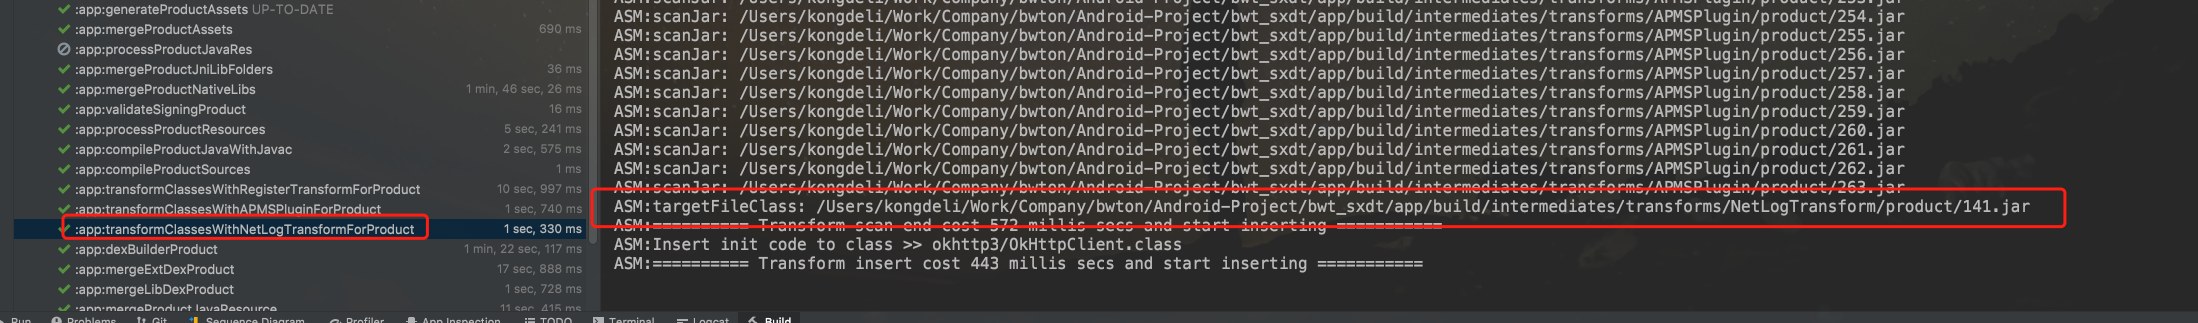 :app:generateProductAssets UP-TO-DATE
:app:mergeProductAssets 690 ms
:app:processProductJavaRes
:app:mergeProductJniLibFolders 36 ms
:app:mergeProductNativeLibs 1 min, 46 sec, 26 ms
:app:validateSigningProduct 16 ms
:app:processProductResources 5 sec, 241 ms
:app:compileProductJavaWithJavac 2 sec, 575 ms
:app:compileProductSources 1 ms
:app:transformClassesWithRegisterTransformForProduct 10 sec, 997 ms
:app:transformClassesWithAPMSPluginForProduct 1 sec, 740 ms
:app:transformClassesWithNetLogTransformForProduct 1 sec, 330 ms
:app:dexBuilderProduct 1 min, 22 sec, 117 ms
:app:mergeExtDexProduct 17 sec, 888 ms
:app:mergeLibDexProduct 1 sec, 728 ms
:app:mergeProductJavaResource 11 sec, 415 ms
ASM:scanJar: /Users/kongdeli/Work/Company/bwton/Android-Project/bwt_sxdt/app/build/intermediates/transforms/APMSPlugin/product/253.jar
ASM:scanJar: /Users/kongdeli/Work/Company/bwton/Android-Project/bwt_sxdt/app/build/intermediates/transforms/APMSPlugin/product/254.jar
ASM:scanJar: /Users/kongdeli/Work/Company/bwton/Android-Project/bwt_sxdt/app/build/intermediates/transforms/APMSPlugin/product/255.jar
ASM:scanJar: /Users/kongdeli/Work/Company/bwton/Android-Project/bwt_sxdt/app/build/intermediates/transforms/APMSPlugin/product/256.jar
ASM:scanJar: /Users/kongdeli/Work/Company/bwton/Android-Project/bwt_sxdt/app/build/intermediates/transforms/APMSPlugin/product/257.jar
ASM:scanJar: /Users/kongdeli/Work/Company/bwton/Android-Project/bwt_sxdt/app/build/intermediates/transforms/APMSPlugin/product/258.jar
ASM:scanJar: /Users/kongdeli/Work/Company/bwton/Android-Project/bwt_sxdt/app/build/intermediates/transforms/APMSPlugin/product/259.jar
ASM:scanJar: /Users/kongdeli/Work/Company/bwton/Android-Project/bwt_sxdt/app/build/intermediates/transforms/APMSPlugin/product/260.jar
ASM:scanJar: /Users/kongdeli/Work/Company/bwton/Android-Project/bwt_sxdt/app/build/intermediates/transforms/APMSPlugin/product/261.jar
ASM:scanJar: /Users/kongdeli/Work/Company/bwton/Android-Project/bwt_sxdt/app/build/intermediates/transforms/APMSPlugin/product/262.jar
ASM:scanJar: /Users/kongdeli/Work/Company/bwton/Android-Project/bwt_sxdt/app/build/intermediates/transforms/APMSPlugin/product/263.jar
ASM:targetFileClass: /Users/kongdeli/Work/Company/bwton/Android-Project/bwt_sxdt/app/build/intermediates/transforms/NetLogTransform/product/141.jar
ASM:========== Transform scan end cost 572 millis secs and start inserting ===========
ASM:Insert init code to class >> okhttp3/OkHttpClient.class
ASM:========== Transform insert cost 443 millis secs and start inserting ===========
Run Problems Git Sequence Diagram Profiler App Inspection TODO Terminal Logcat Build